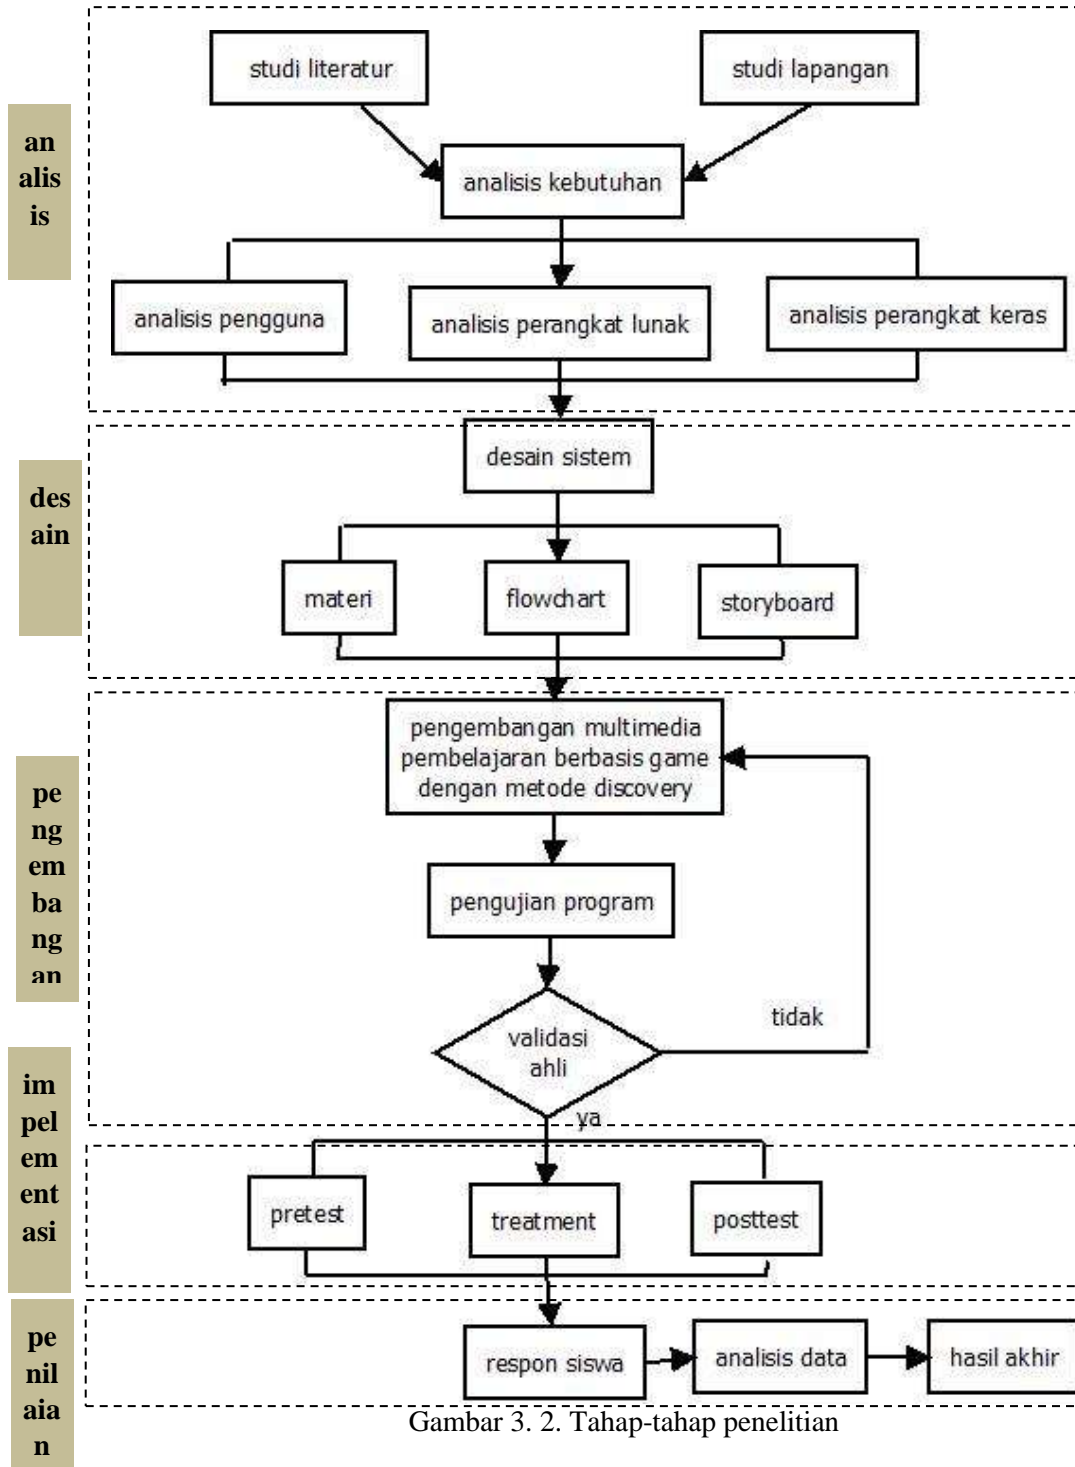 studi literatur
studi lapangan
an
alis
is
analisis kebutuhan
analisis pengguna
analisis perangkat lunak
analisis perangkat keras
des
ain
desain sistem
materi
flowchart
storyboard
pe
ng
em
ba
ng
an
pengembangan multimedia
pembelajaran berbasis game
dengan metode discovery
pengujian program
validasi
ahli
tidak
ya
im
pel
em
ent
asi
pretest
treatment
posttest
pe
nil
aia
n
respon siswa
analisis data
hasil akhir
Gambar 3. 2. Tahap-tahap penelitian